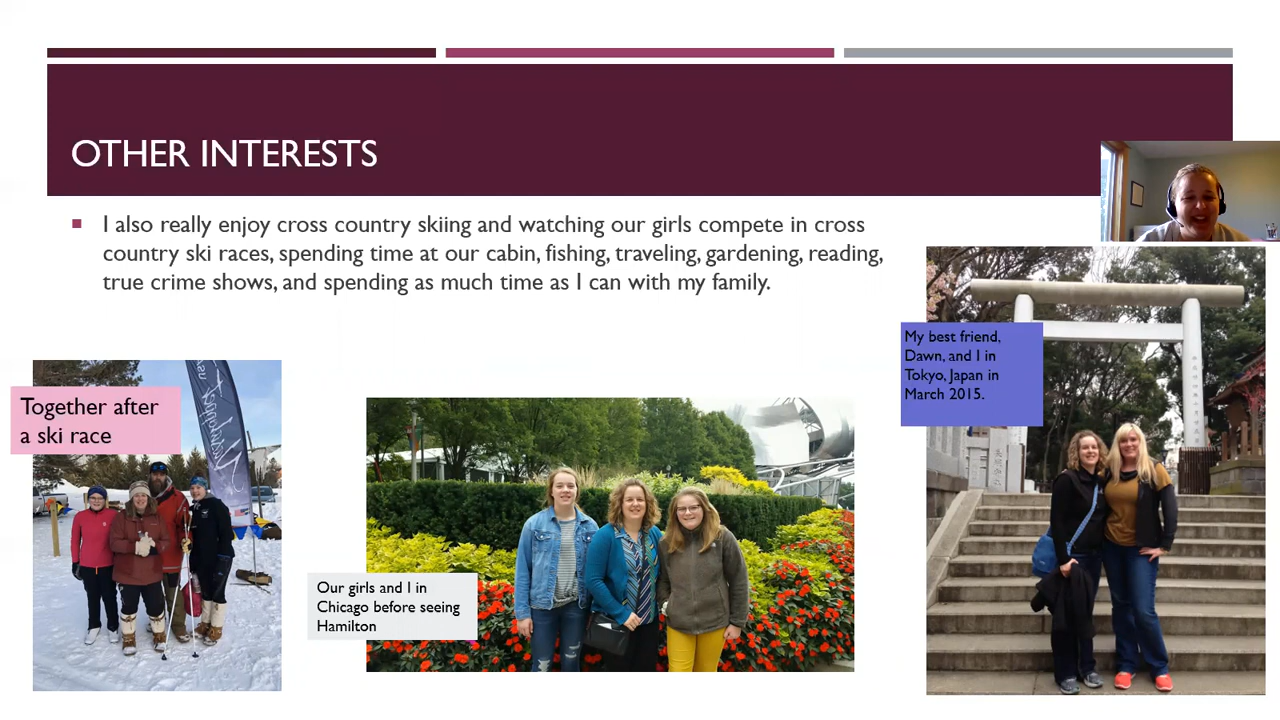 OTHER INTERESTS
I also really enjoy cross country skiing and watching our girls compete in cross
country ski races, spending time at our cabin, fishing, traveling, gardening, reading,
true crime shows, and spending as much time as I can with my family.
Together after
a ski race
Our girls and I in
Chicago before seeing
Hamilton
My best friend,
Dawn, and I in
Tokyo, Japan in
March 2015.